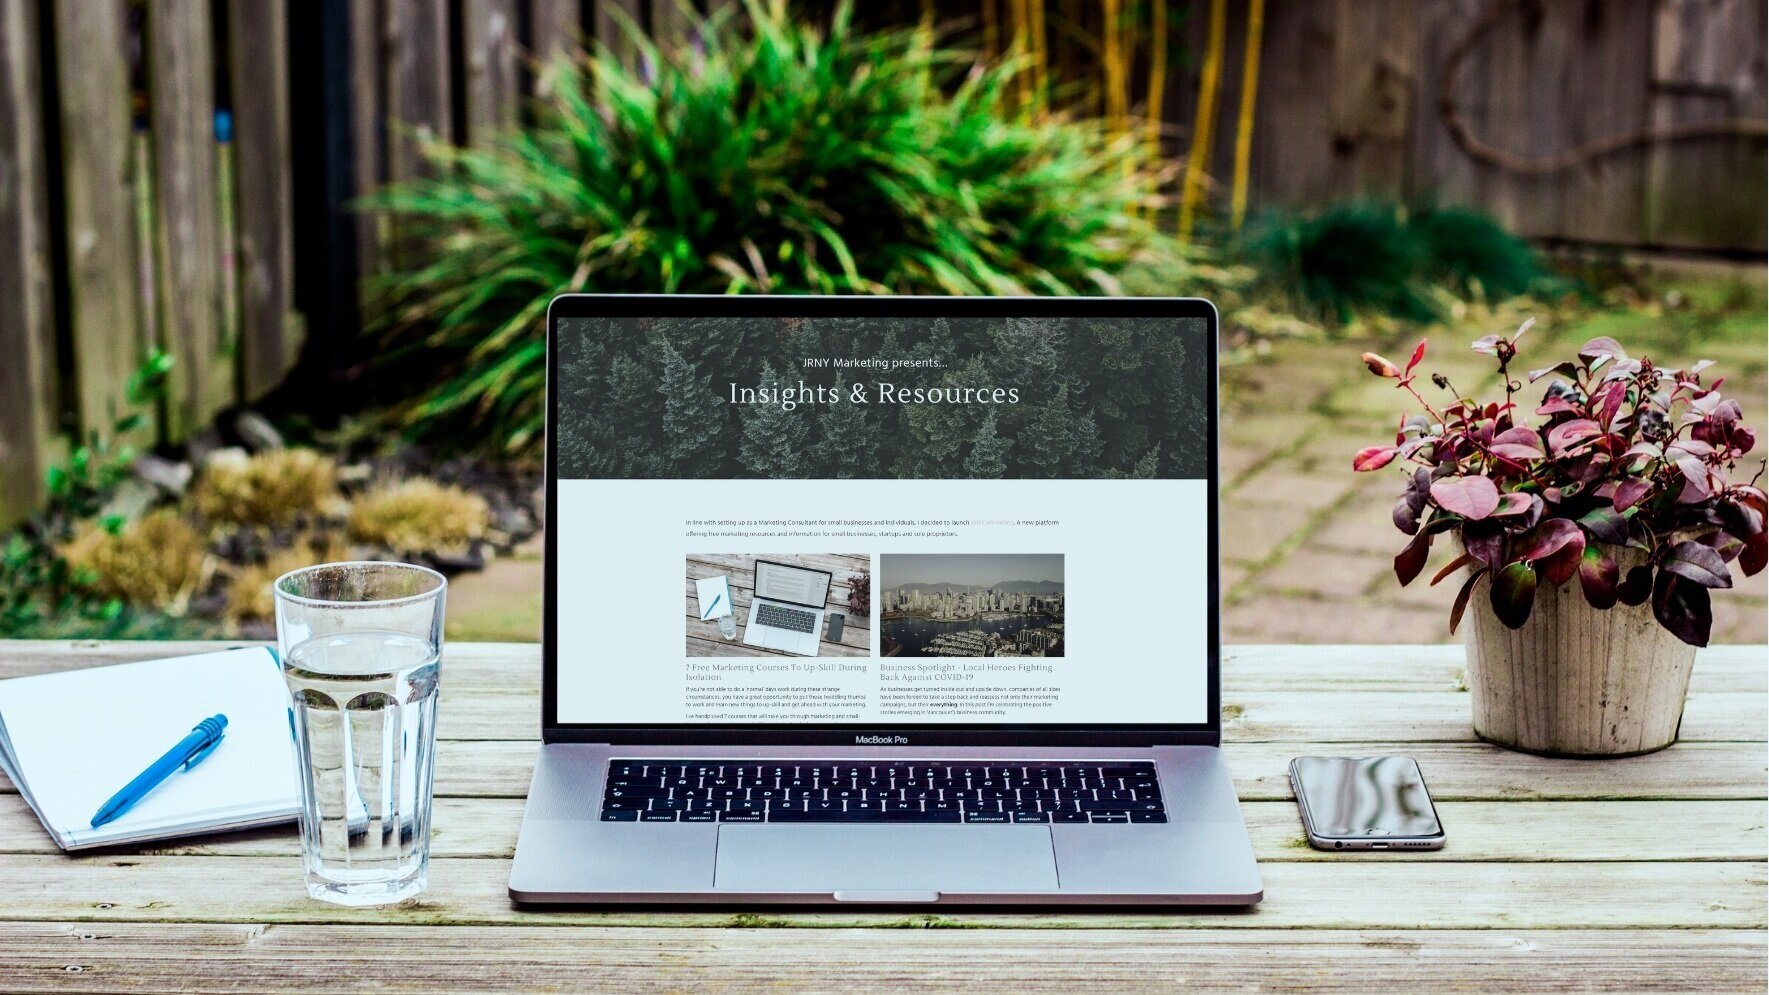 JRNY Marketing presents...
Insights & Resources
In line with setting up as a Marketing Consultant for small businesses and individuals, I decided to launch JRNY Marketing. A new platform
offering free marketing resources and information for small businesses, startups and sole proprietors.
7 Free Marketing Courses To Up-Skill During
Isolation
If you're not able to do a 'normal' days work during these strange
circumstances, you have a great opportunity to put those twiddling thumbs
to work and learn new things to up-skill and get ahead with your marketing.
I've handpicked 7 courses that will take you through marketing and small-
Business Spotlight - Local Heroes Fighting
Back Against COVID-19
As businesses get turned inside out and upside down, companies of all sizes
have been forced to take a step back and reassess not only their marketing
campaigns, but their everything. In this post I'm celebrating the positive
stories emerging in Vancouver's business community.
MacBook Pro
Q W E R T Y U I O P
A S D F G H J K L
Z X C V B N M
fn control option command command option